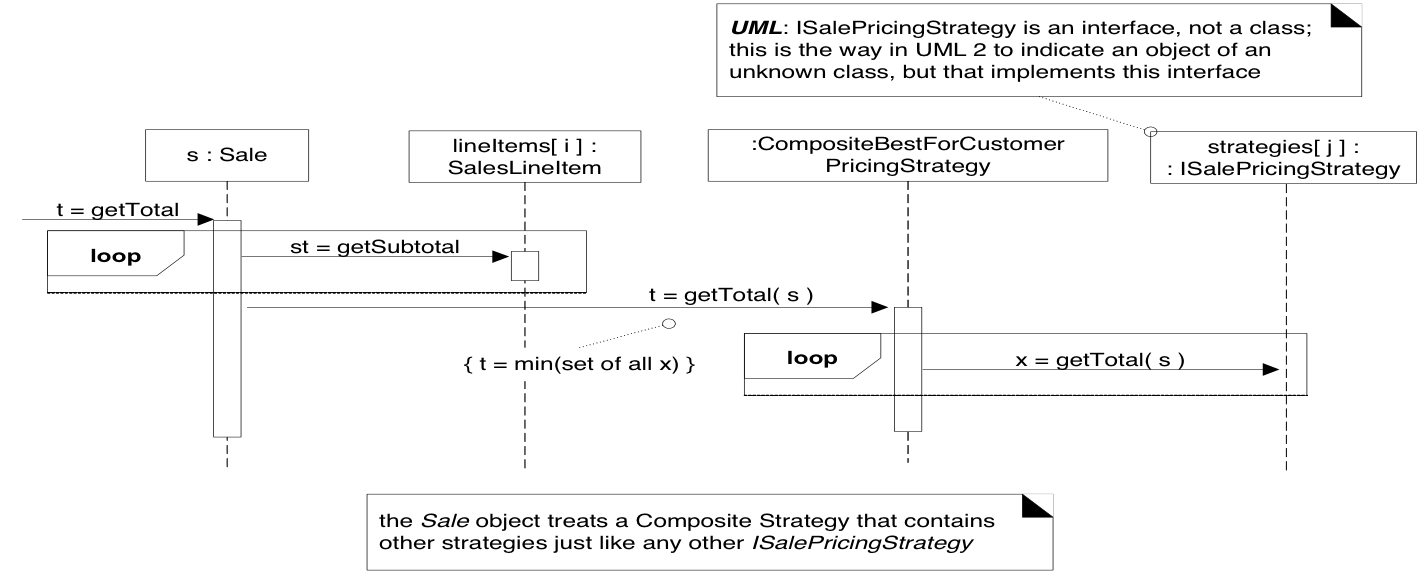 UML: ISalePricingStrategy is an interface, not a class;
this is the way in UML 2 to indicate an object of an
unknown class, but that implements this interface
s : Sale
lineItems[ i ] :
SalesLineItem
:CompositeBestForCustomer
PricingStrategy
strategies[ j ] :
: ISalePricingStrategy
t = getTotal
loop
st = getSubtotal
t = getTotal( s )
{ t = min(set of all x) }
loop
x = getTotal( s )
the Sale object treats a Composite Strategy that contains
other strategies just like any other ISalePricingStrategy